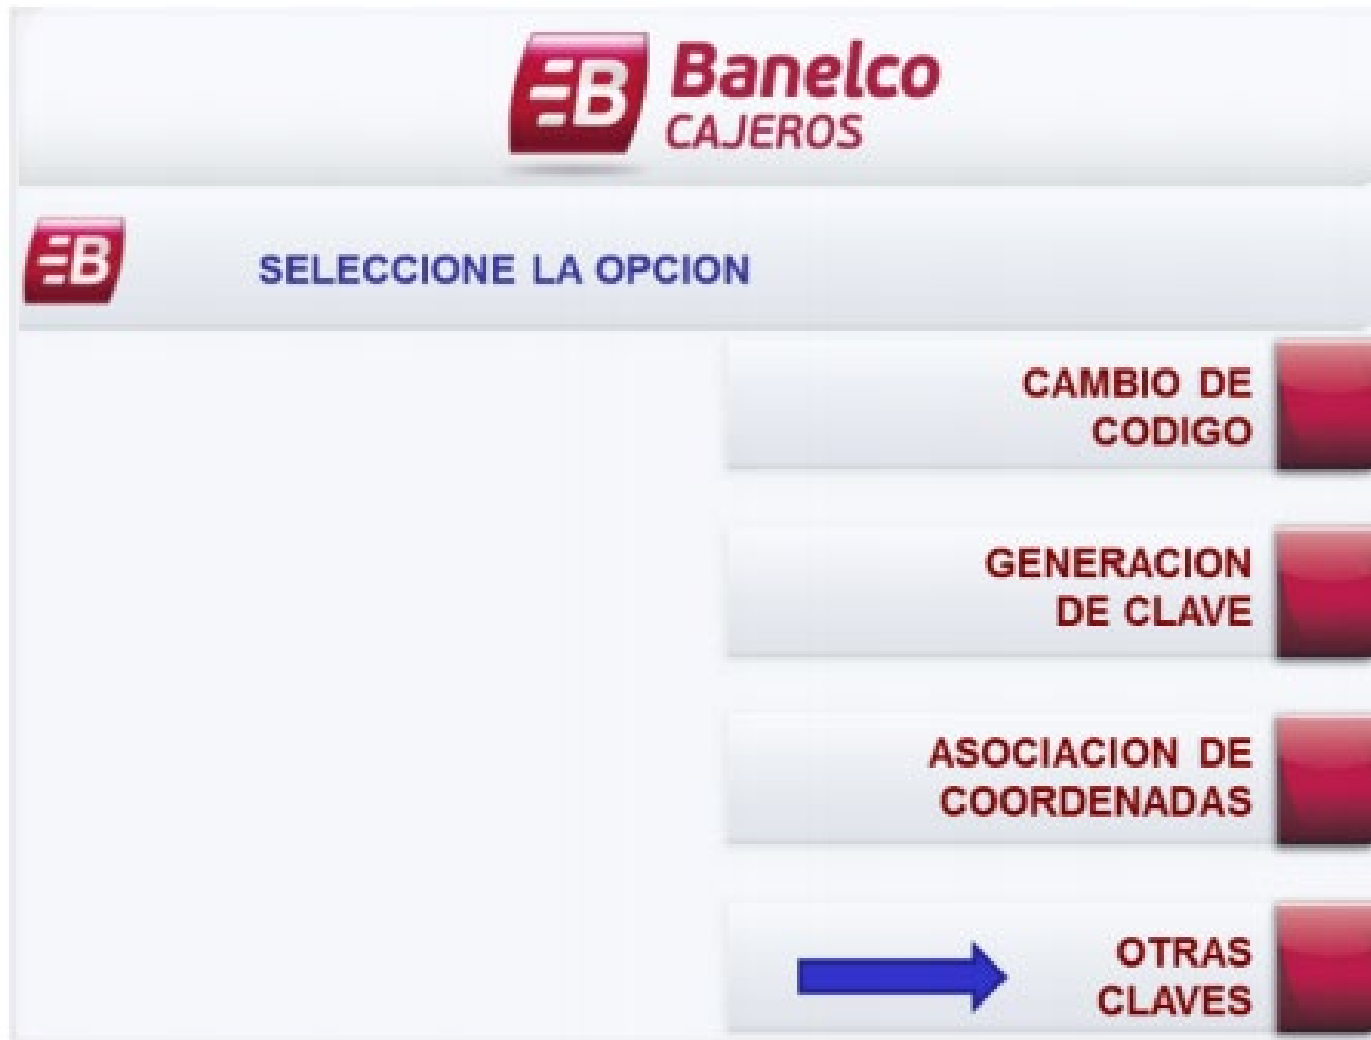 Banelco
CAJEROS
SELECCIONE LA OPCION
CAMBIO DE
CODIGO
GENERACION
DE CLAVE
ASOCIACION DE
COORDENADAS
OTRAS
CLAVES